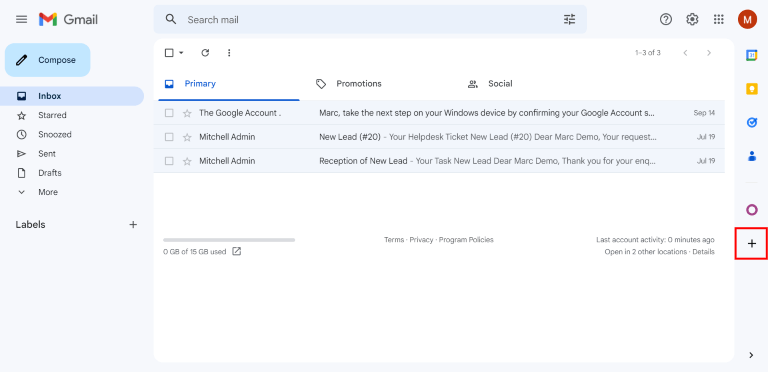 Gmail
Search mail
M
Compose
1–3 of 3
Inbox
Primary
Promotions
Social
Starred
The Google Account .
Marc, take the next step on your Windows device by confirming your Google Account s...
Sep 14
Snoozed
Mitchell Admin
New Lead (#20) - Your Helpdesk Ticket New Lead (#20) Dear Marc Demo, Your request...
Jul 19
Sent
Mitchell Admin
Reception of New Lead - Your Task New Lead Dear Marc Demo, Thank you for your enq...
Jul 19
Drafts
More
Labels
Terms · Privacy · Program Policies
Last account activity: 0 minutes ago
0 GB of 15 GB used
Open in 2 other locations · Details